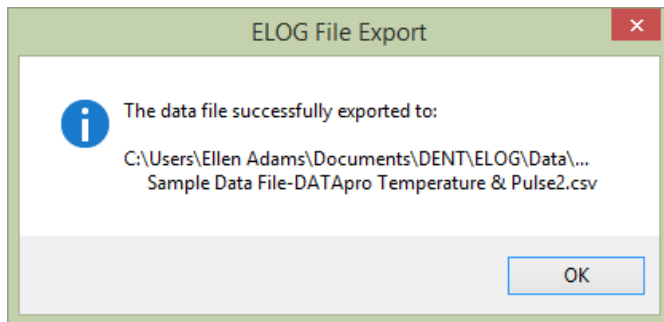 ELOG File Export
The data file successfully exported to:
C:\Users\Ellen Adams\Documents\DENT\ELOG\Data\...
Sample Data File-DATApro Temperature & Pulse2.csv
OK